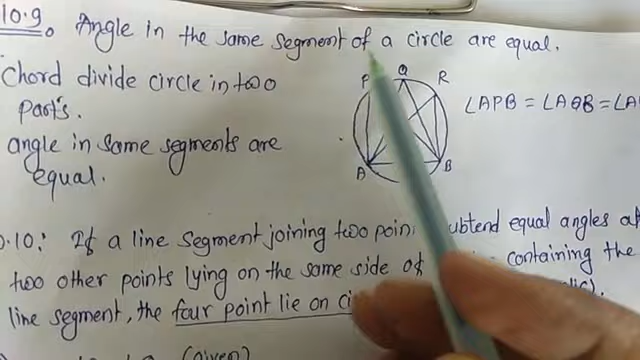 10.9. Angle in the same segment of a circle are equal.
Chord divide circle in two
parts.
angle in same segments are
equal.
P Q R
A B
∠APB = ∠AQB = ∠A
.10: If a line segment joining two poin ubtend equal angles at
two other points lying on the same side of containing the
line segment, the four point lie on ci
(given)